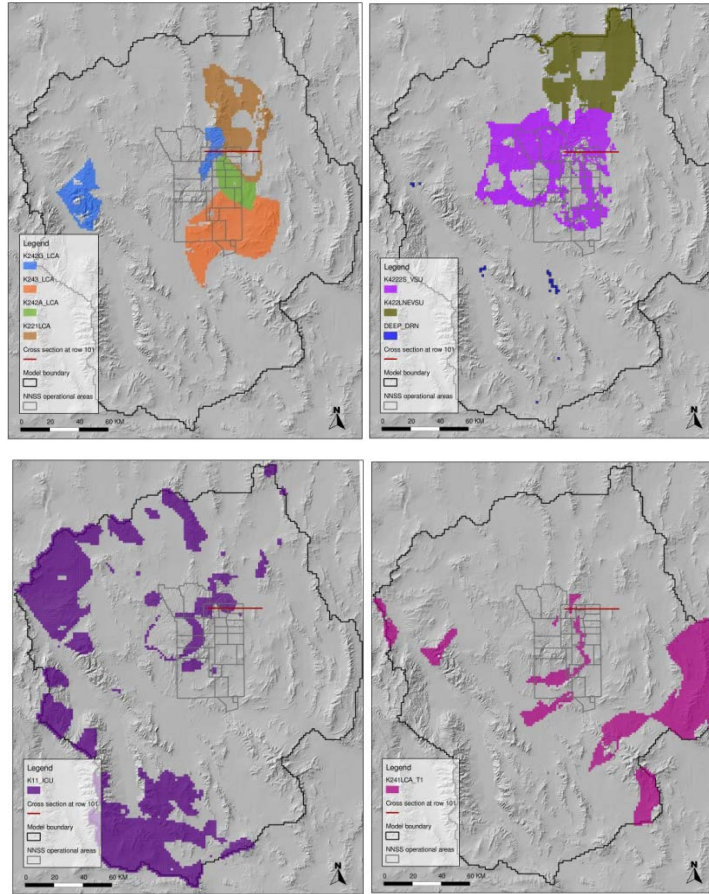 Legend
K242G_LCA
K243_LCA
K242A_LCA
K221LCA
Cross section at row 101
Model boundary
NNSS operational areas
0 20 40 60 KM
N
Legend
K4222S_VSU
K422LNEVSU
DEEP_DRN
Cross section at row 101
Model boundary
NNSS operational areas
0 20 40 60 KM
N
Legend
K11_ICU
Cross section at row 101
Model boundary
NNSS operational areas
0 20 40 60 KM
N
Legend
K241LCA_T1
Cross section at row 101
Model boundary
NNSS operational areas
0 20 40 60 KM
N